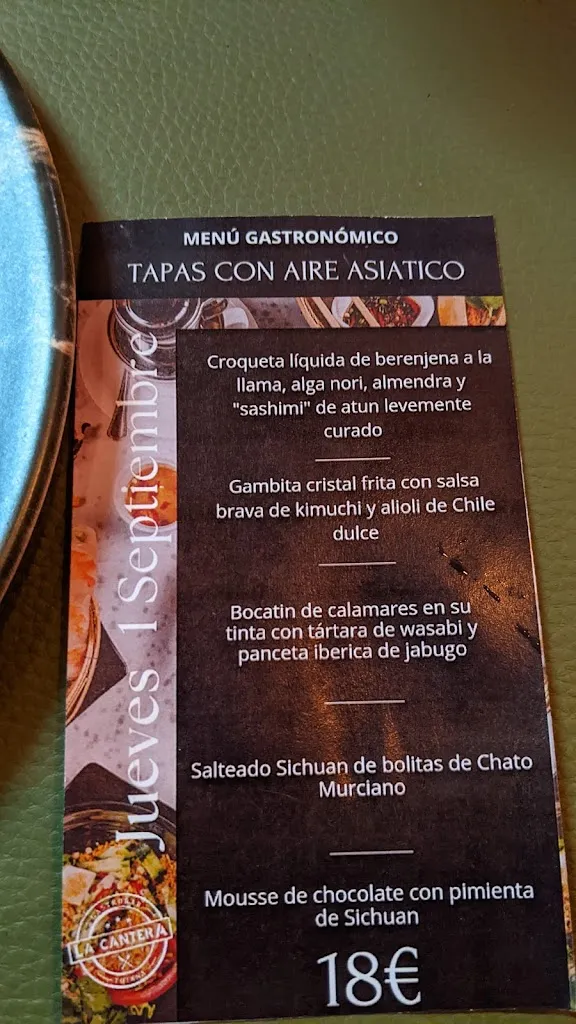 MENÚ GASTRONÓMICO
TAPAS CON AIRE ASIATICO
Jueves 1 Septiembre
Croqueta líquida de berenjena a la
llama, alga nori, almendra y
"sashimi" de atun levemente
curado
Gambita cristal frita con salsa
brava de kimuchi y alioli de Chile
dulce
Bocatin de calamares en su
tinta con tártara de wasabi y
panceta iberica de jabugo
Salteado Sichuan de bolitas de Chato
Murciano
Mousse de chocolate con pimienta
de Sichuan
18€
LA CANTERA